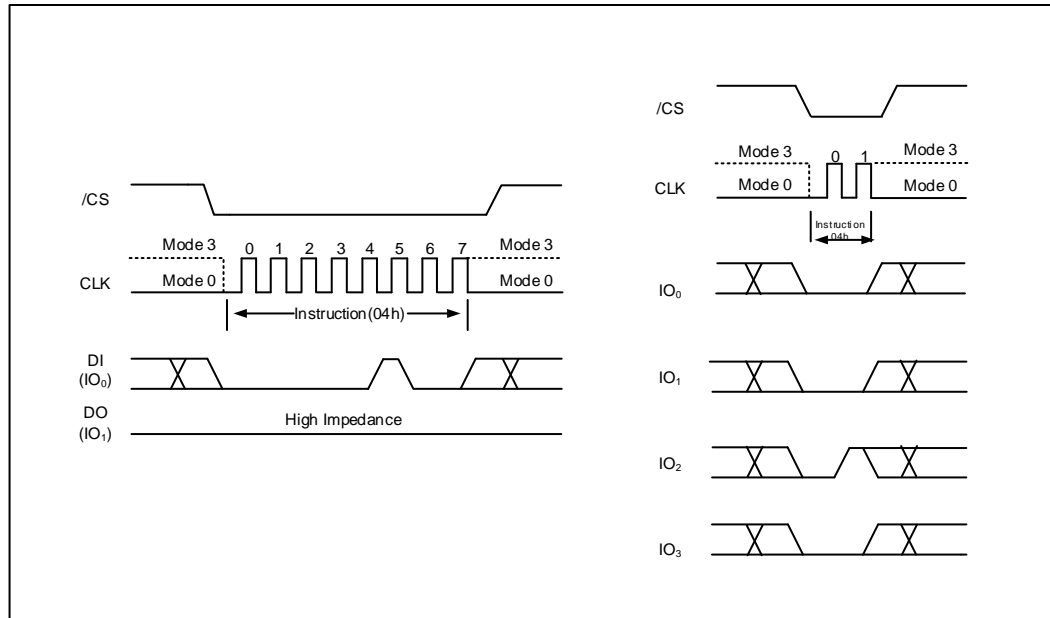 /CS
Mode 3
0 1 2 3 4 5 6 7
Mode 3
CLK
Mode 0
Mode 0
Instruction(04h)
DI
(IO₀)
DO
(IO₁)
High Impedance
/CS
Mode 3
0 1
Mode 3
CLK
Mode 0
Mode 0
Instruction
04h
IO₀
IO₁
IO₂
IO₃